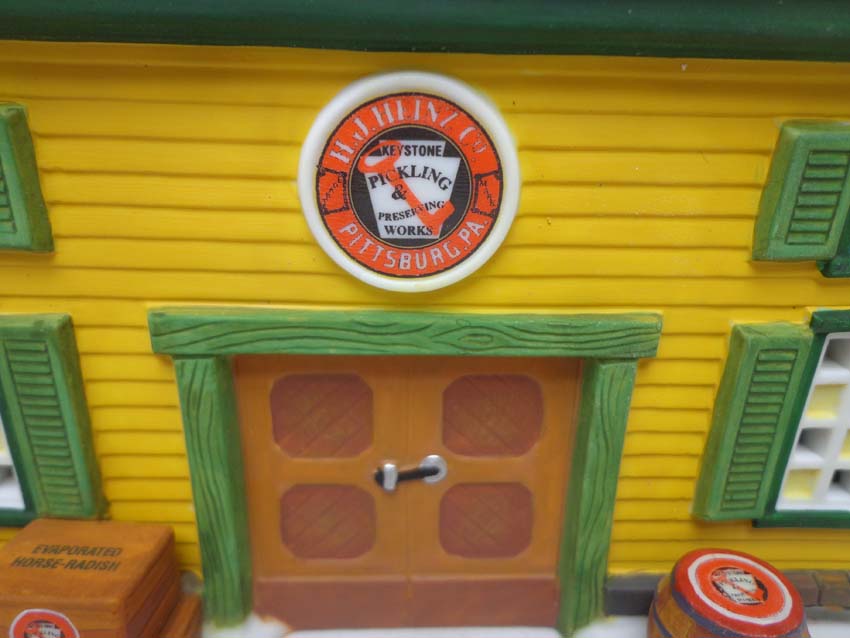 H.J. HEINZ CO.
KEYSTONE
PICKLING
&
PRESERVING
WORKS
PITTSBURG, PA.
EVAPORATED
HORSE-RADISH